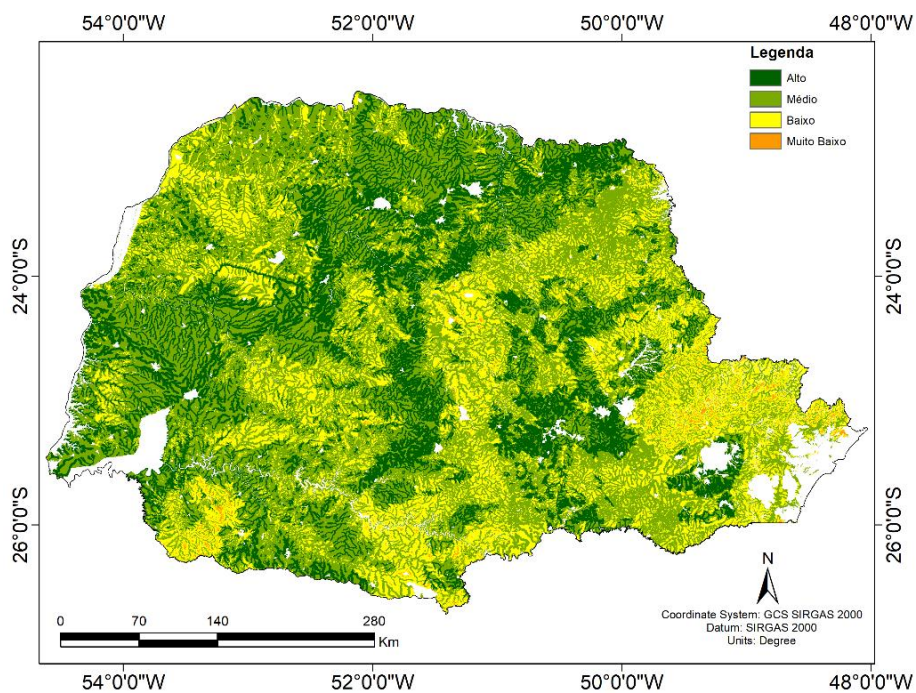 54°0'0"W 52°0'0"W 50°0'0"W 48°0'0"W
Legenda
Alto
Médio
Baixo
Muito Baixo
24°0'0"S 24°0'0"S
26°0'0"S 26°0'0"S
N
0 70 140 280
Km
Coordinate System: GCS SIRGAS 2000
Datum: SIRGAS 2000
Units: Degree
54°0'0"W 52°0'0"W 50°0'0"W 48°0'0"W